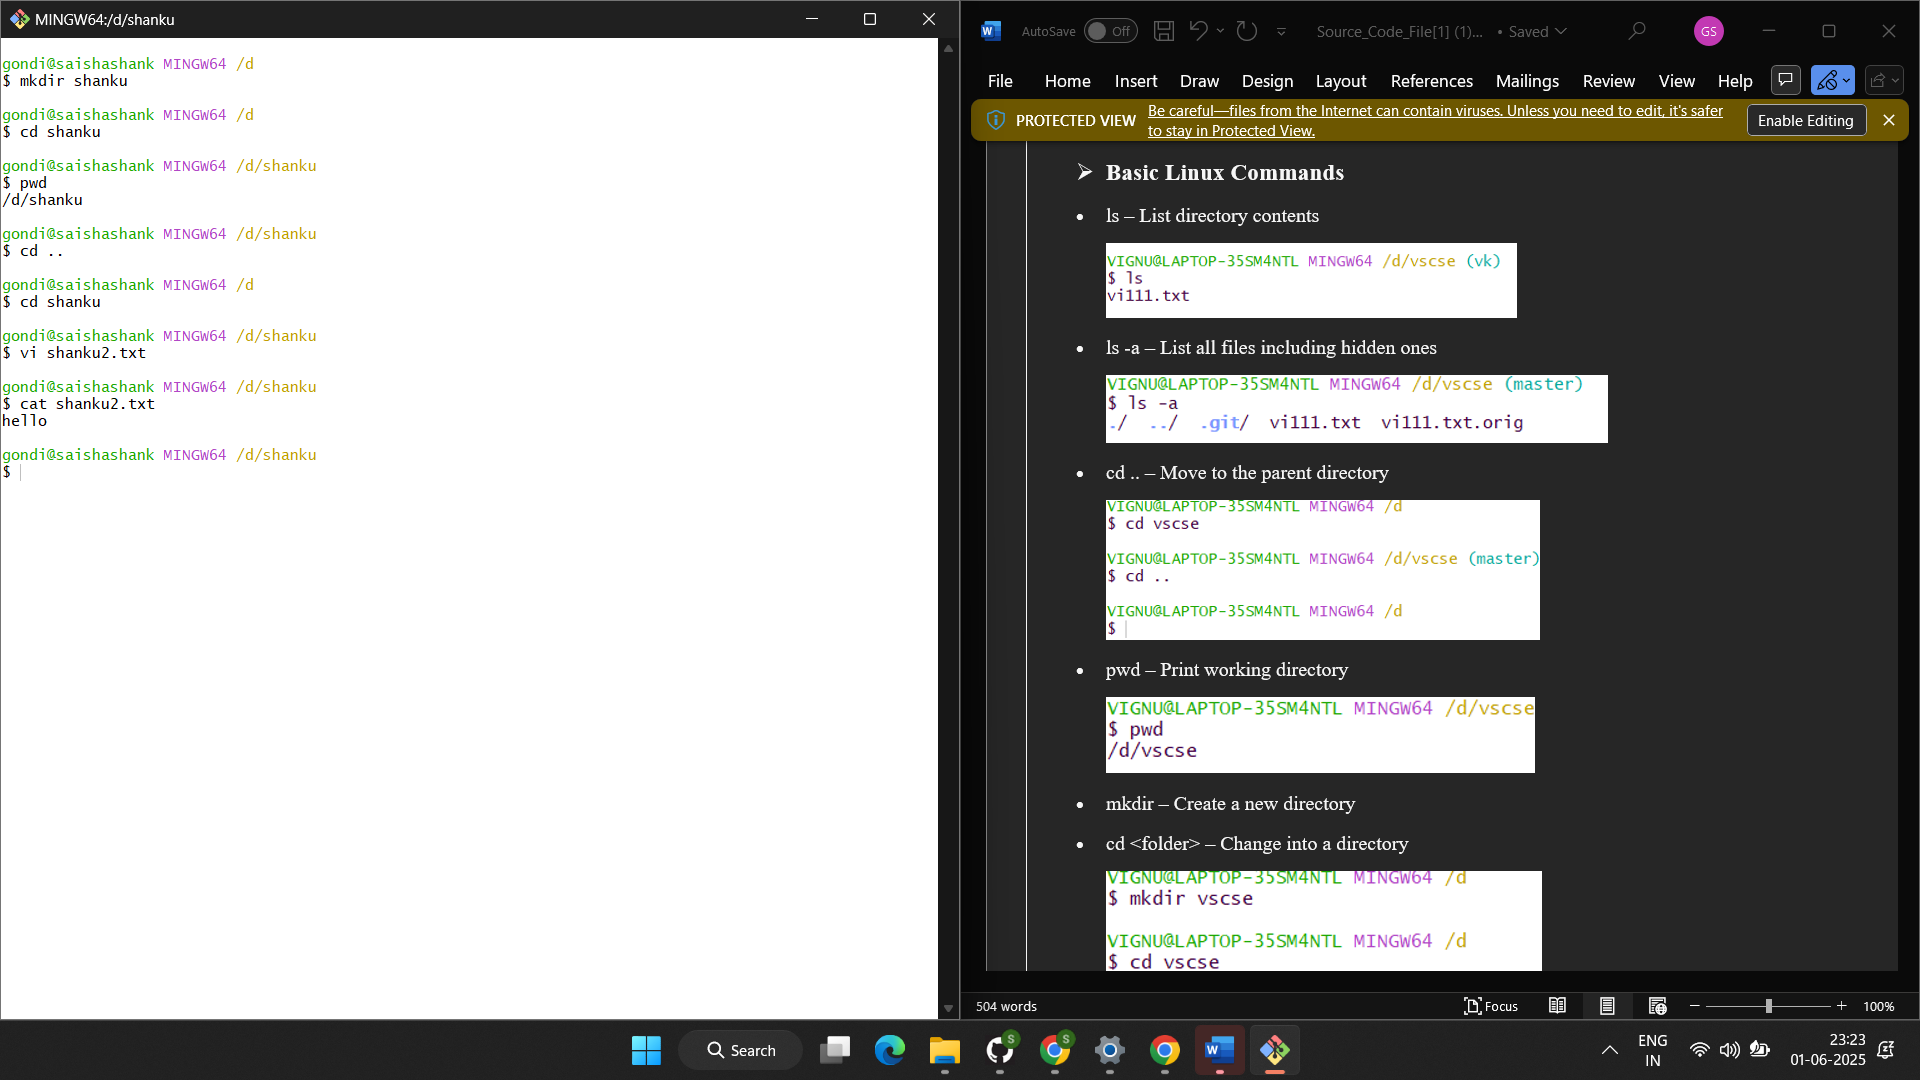 MINGW64:/d/shanku
gondi@saishashank MINGW64 /d
$ mkdir shanku
gondi@saishashank MINGW64 /d
$ cd shanku
gondi@saishashank MINGW64 /d/shanku
$ pwd
/d/shanku
gondi@saishashank MINGW64 /d/shanku
$ cd ..
gondi@saishashank MINGW64 /d
$ cd shanku
gondi@saishashank MINGW64 /d/shanku
$ vi shanku2.txt
gondi@saishashank MINGW64 /d/shanku
$ cat shanku2.txt
hello
gondi@saishashank MINGW64 /d/shanku
$
W AutoSave Off Source_Code_File[1] (1)... • Saved GS
File Home Insert Draw Design Layout References Mailings Review View Help
PROTECTED VIEW Be careful—files from the Internet can contain viruses. Unless you need to edit, it's safer
to stay in Protected View. Enable Editing
➢ Basic Linux Commands
• ls – List directory contents
VIGNU@LAPTOP-35SM4NTL MINGW64 /d/vscse (vk)
$ ls
vi111.txt
• ls -a – List all files including hidden ones
VIGNU@LAPTOP-35SM4NTL MINGW64 /d/vscse (master)
$ ls -a
./ ../ .git/ vi111.txt vi111.txt.orig
• cd .. – Move to the parent directory
VIGNU@LAPTOP-35SM4NTL MINGW64 /d
$ cd vscse
VIGNU@LAPTOP-35SM4NTL MINGW64 /d/vscse (master)
$ cd ..
VIGNU@LAPTOP-35SM4NTL MINGW64 /d
$
• pwd – Print working directory
VIGNU@LAPTOP-35SM4NTL MINGW64 /d/vscse
$ pwd
/d/vscse
• mkdir – Create a new directory
• cd <folder> – Change into a directory
VIGNU@LAPTOP-35SM4NTL MINGW64 /d
$ mkdir vscse
VIGNU@LAPTOP-35SM4NTL MINGW64 /d
$ cd vscse
504 words Focus 100%
Search S S W ENG
IN 23:23
01-06-2025